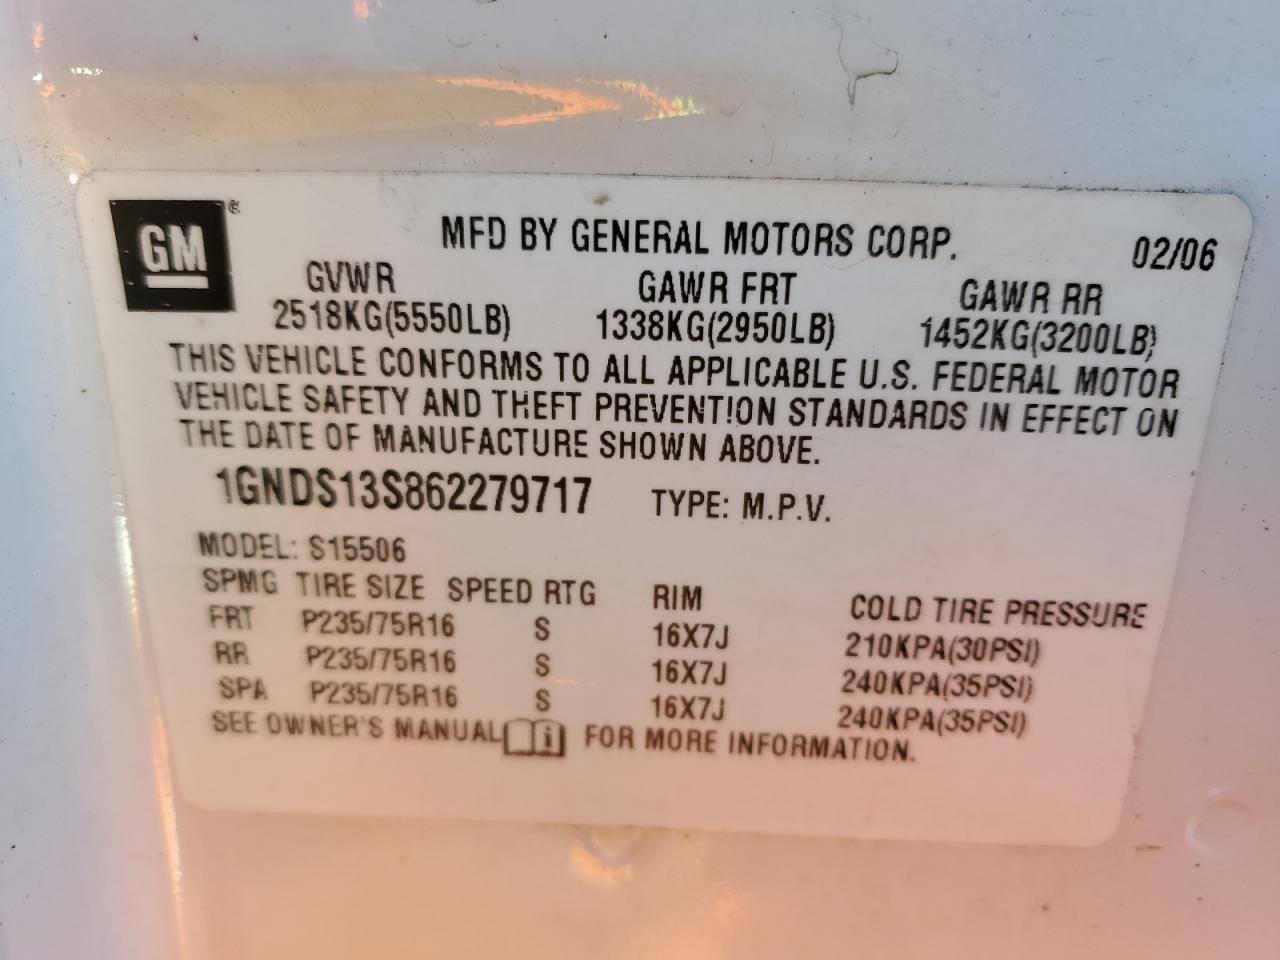 GM ®
MFD BY GENERAL MOTORS CORP. 02/06
GVWR GAWR FRT GAWR RR
2518KG(5550LB) 1338KG(2950LB) 1452KG(3200LB)
THIS VEHICLE CONFORMS TO ALL APPLICABLE U.S. FEDERAL MOTOR
VEHICLE SAFETY AND THEFT PREVENTION STANDARDS IN EFFECT ON
THE DATE OF MANUFACTURE SHOWN ABOVE.
1GNDS13S862279717 TYPE: M.P.V.
MODEL: S15506
SPMG TIRE SIZE SPEED RTG RIM COLD TIRE PRESSURE
FRT P235/75R16 S 16X7J 210KPA(30PSI)
RR P235/75R16 S 16X7J 240KPA(35PSI)
SPA P235/75R16 S 16X7J 240KPA(35PSI)
SEE OWNER'S MANUAL i FOR MORE INFORMATION.